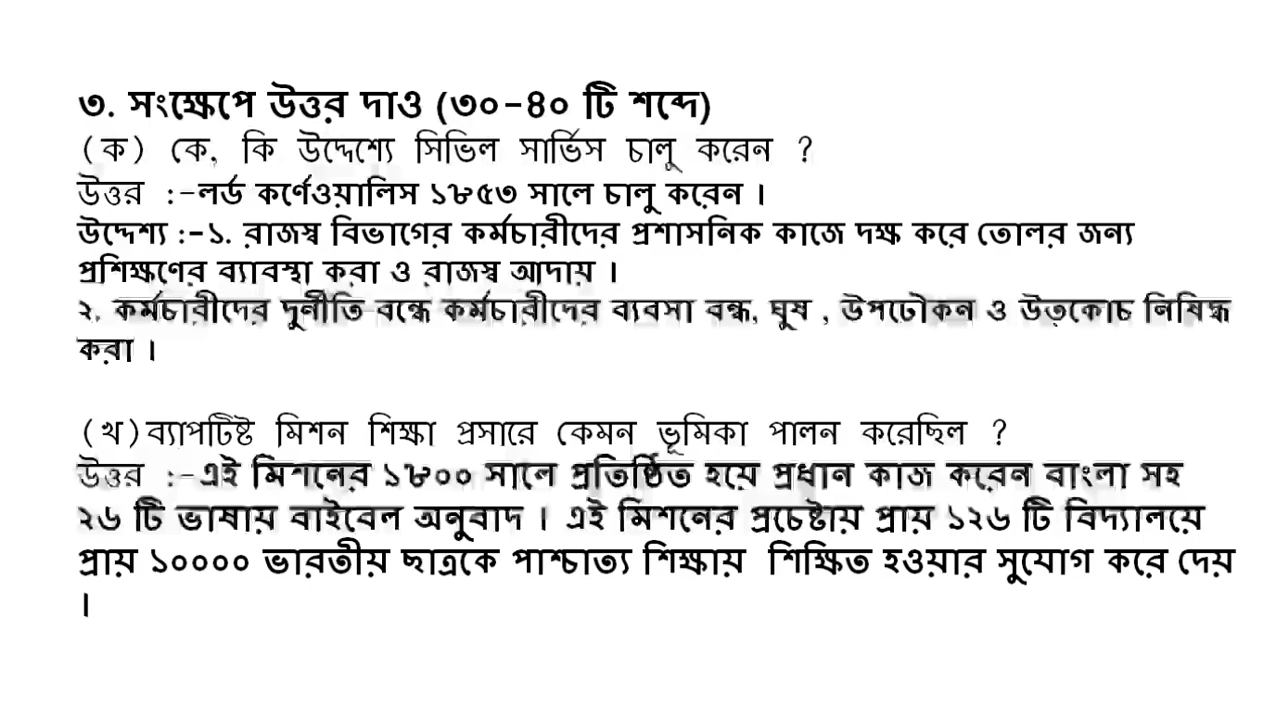 ৩. সংক্ষেপে উত্তর দাও (৩০-৪০ টি শব্দে)
(ক) কে, কি উদ্দেশ্যে সিভিল সার্ভিস চালু করেন ?
উত্তর :-লর্ড কর্ণেওয়ালিস ১৮৫৩ সালে চালু করেন ।
উদ্দেশ্য :-১. রাজস্ব বিভাগের কর্মচারীদের প্রশাসনিক কাজে দক্ষ করে তোলর জন্য
প্রশিক্ষণের ব্যাবস্থা করা ও রাজস্ব আদায় ।
২. কর্মচারীদের দুর্নীতি বন্ধে কর্মচারীদের ব্যবসা বন্ধ, ঘুষ , উপঢৌকন ও উত্কোচ নিষিদ্ধ
করা ।
(খ)ব্যাপটিষ্ট মিশন শিক্ষা প্রসারে কেমন ভূমিকা পালন করেছিল ?
উত্তর :-এই মিশনের ১৮০০ সালে প্রতিষ্ঠিত হয়ে প্রধান কাজ করেন বাংলা সহ
২৬ টি ভাষায় বাইবেল অনুবাদ । এই মিশনের প্রচেষ্টায় প্রায় ১২৬ টি বিদ্যালয়ে
প্রায় ১০০০০ ভারতীয় ছাত্রকে পাশ্চাত্য শিক্ষায় শিক্ষিত হওয়ার সুযোগ করে দেয়
।